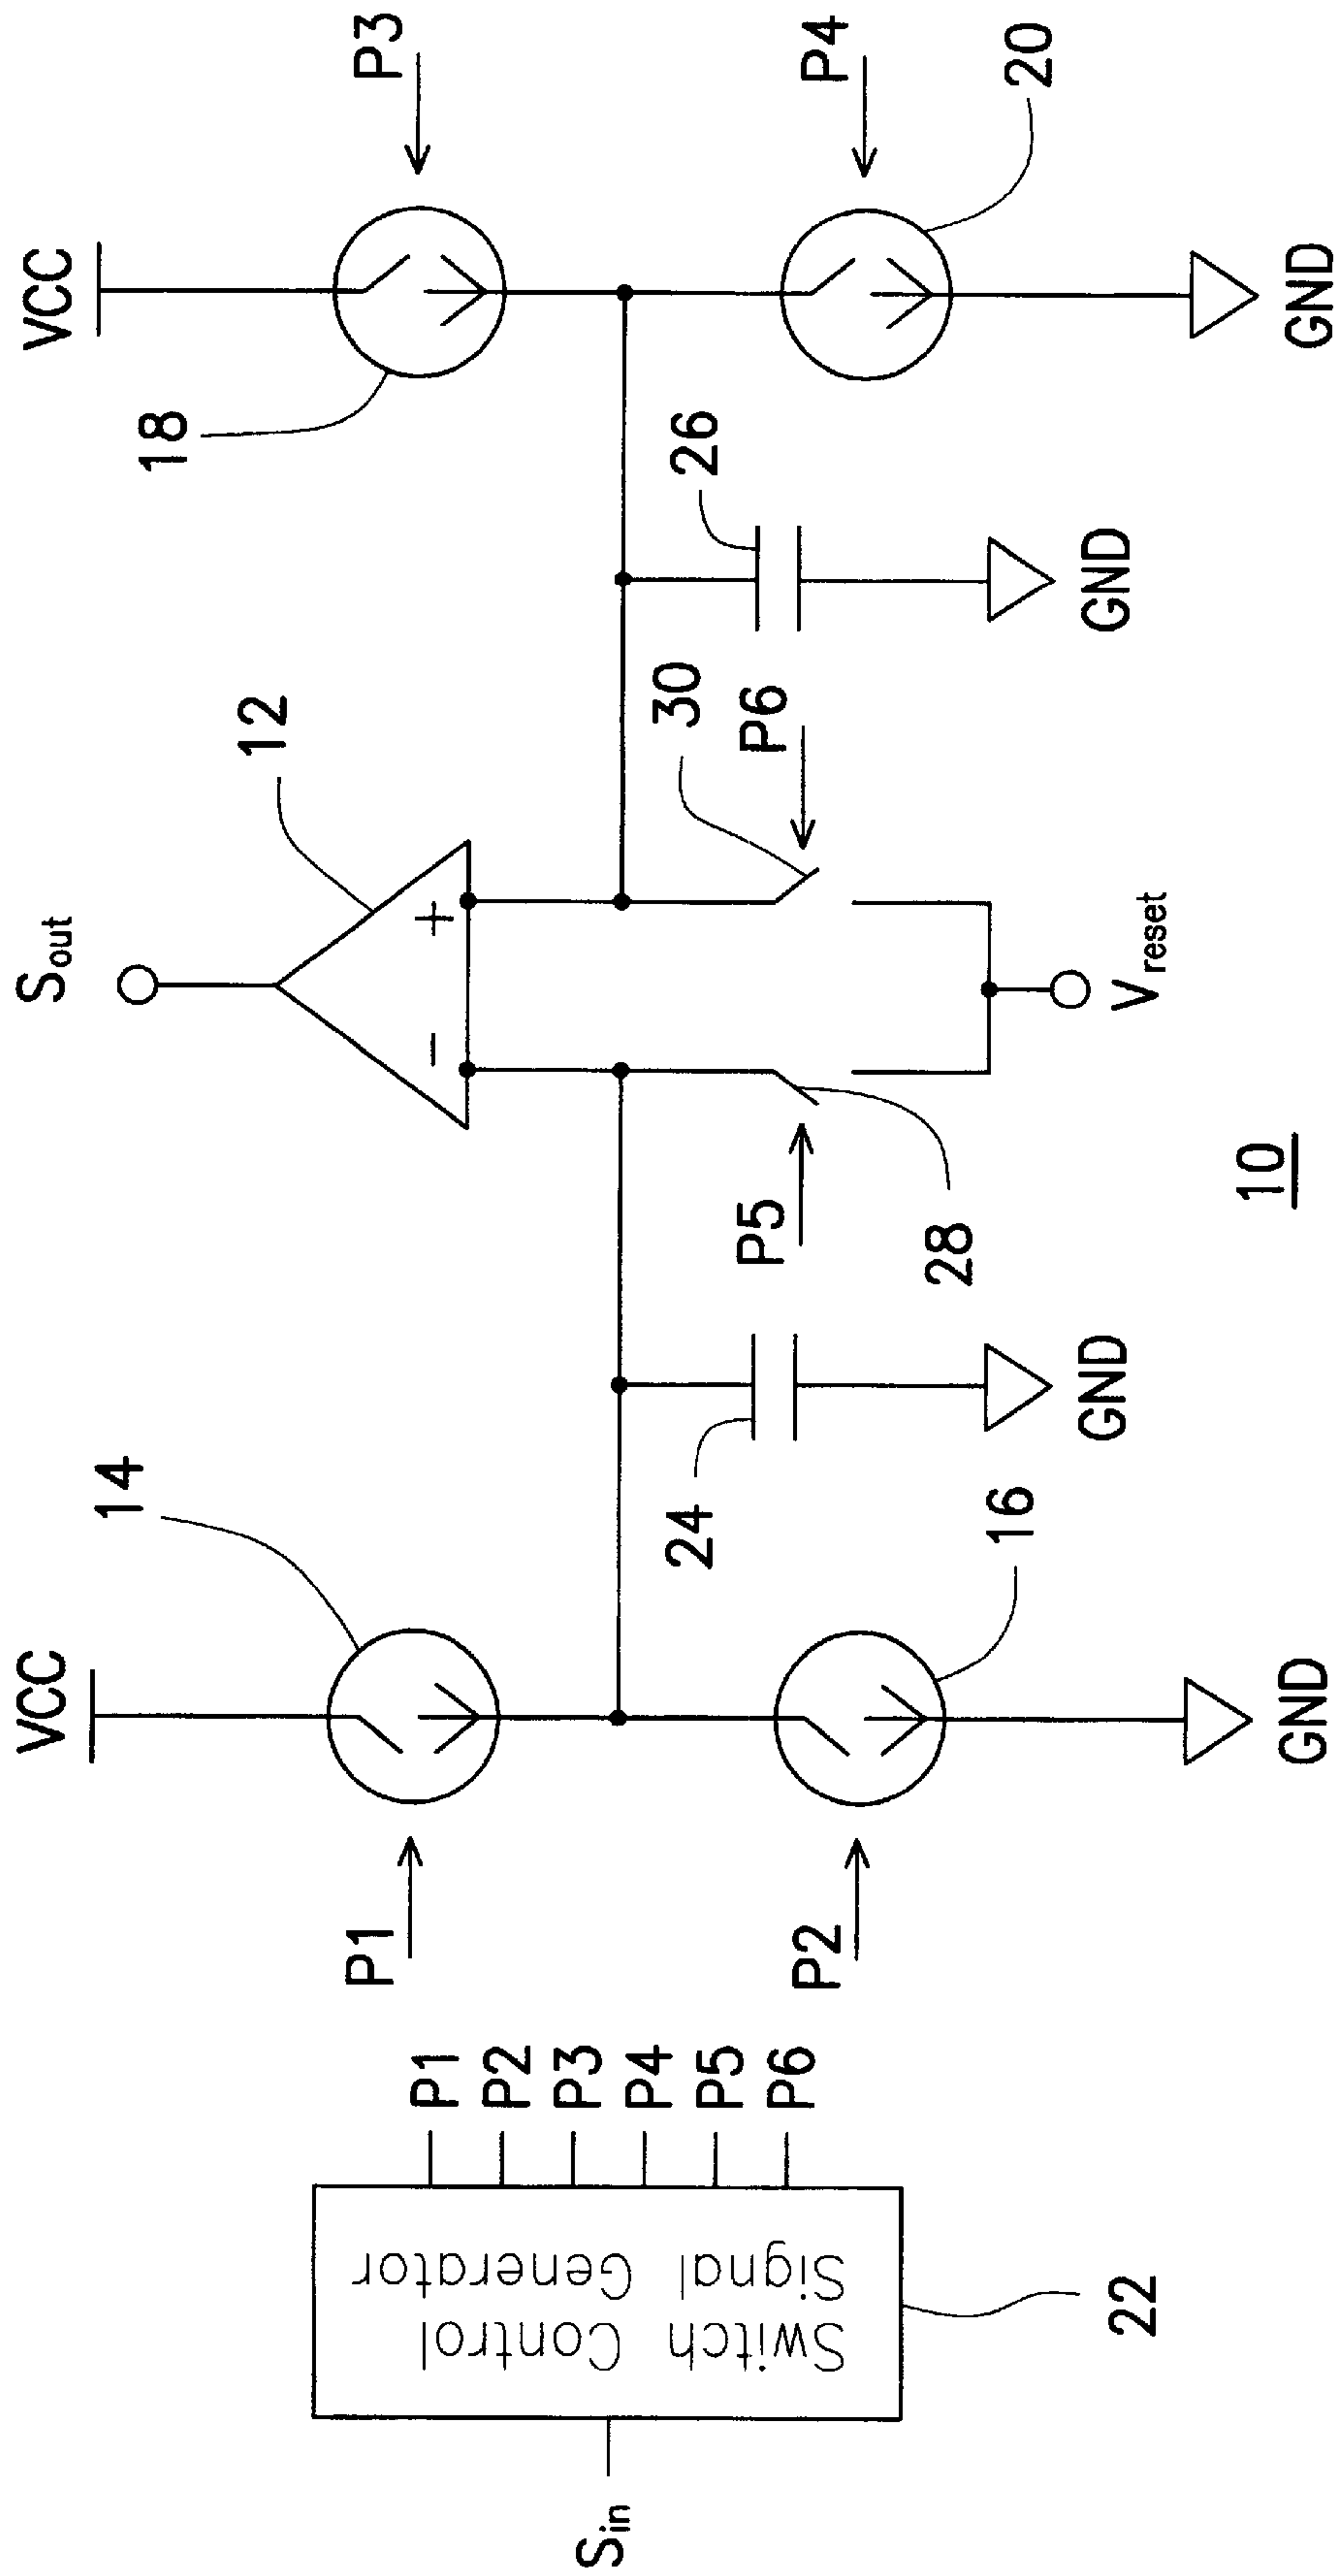 S_out
VCC
VCC
14
12
18
P1
P3
−
+
S_in
Switch Control
Signal Generator
P1
P2
P3
P4
P5
P6
22
P2
16
24
P5
28
30
P6
26
P4
20
V_reset
GND
GND
GND
GND
10